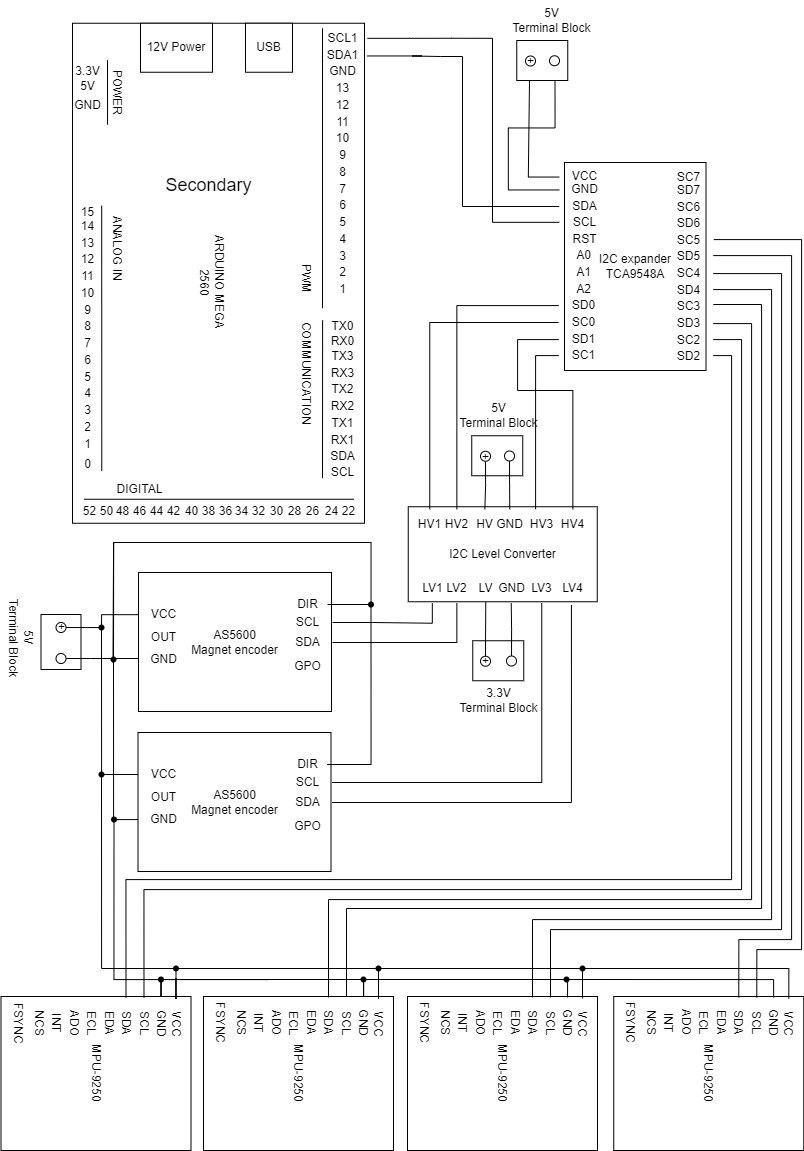 5V
Terminal Block
12V Power
USB
SCL1
SDA1
GND
13
12
11
10
9
8
7
6
5
4
3
2
1
3.3V
5V
GND
POWER
Secondary
ARDUINO MEGA
2560
PWM
15
14
13
12
11
10
9
8
7
6
5
4
3
2
1
0
ANALOG IN
COMMUNICATION
TX0
RX0
TX3
RX3
TX2
RX2
TX1
RX1
SDA
SCL
DIGITAL
52 50 48 46 44 42 40 38 36 34 32 30 28 26 24 22
VCC
GND
SDA
SCL
RST
A0
A1
A2
SD0
SC0
SD1
SC1
I2C expander
TCA9548A
SC7
SD7
SC6
SD6
SC5
SD5
SC4
SD4
SC3
SD3
SC2
SD2
5V
Terminal Block
HV1 HV2 HV GND HV3 HV4
I2C Level Converter
LV1 LV2 LV GND LV3 LV4
3.3V
Terminal Block
5V
Terminal Block
VCC
OUT
GND
AS5600
Magnet encoder
DIR
SCL
SDA
GPO
VCC
OUT
GND
AS5600
Magnet encoder
DIR
SCL
SDA
GPO
FSYNC
NCS
INT
ADO
ECL
EDA
SDA
SCL
GND
VCC
MPU-9250
FSYNC
NCS
INT
ADO
ECL
EDA
SDA
SCL
GND
VCC
MPU-9250
FSYNC
NCS
INT
ADO
ECL
EDA
SDA
SCL
GND
VCC
MPU-9250
FSYNC
NCS
INT
ADO
ECL
EDA
SDA
SCL
GND
VCC
MPU-9250